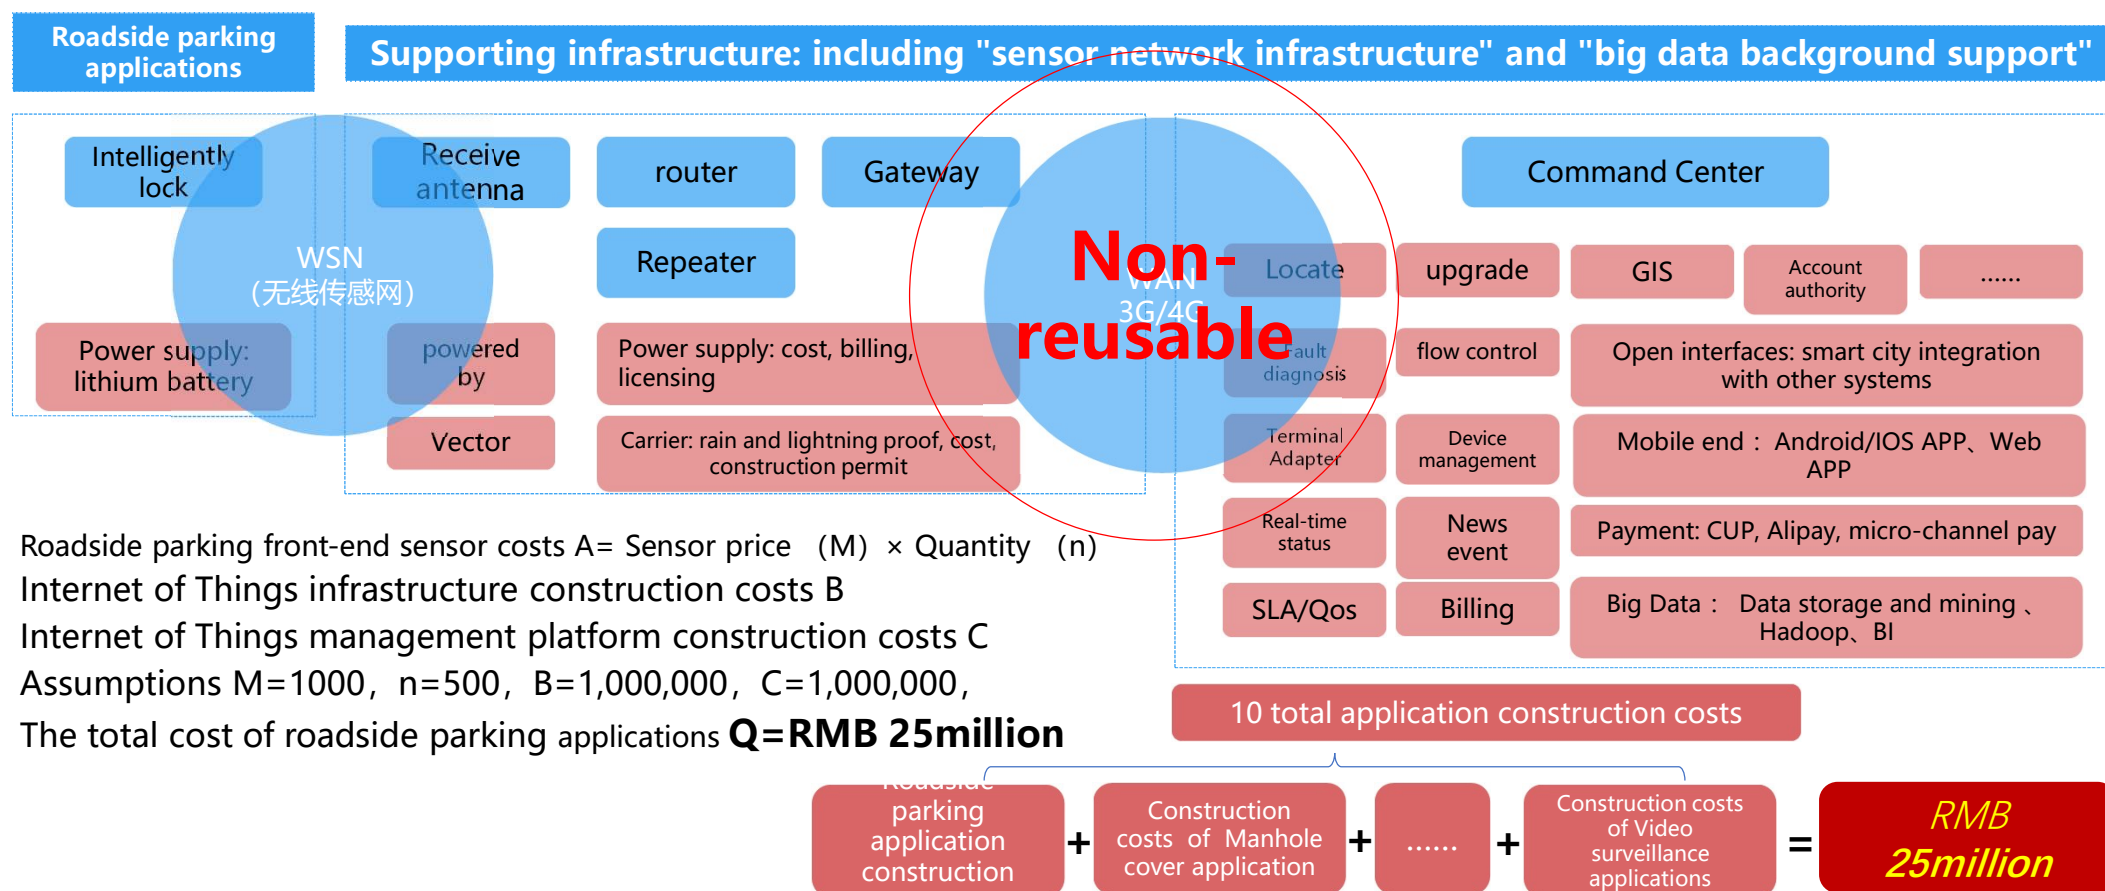 Roadside parking
applications
Supporting infrastructure: including "sensor network infrastructure" and "big data background support"
Intelligently
lock
Receive
antenna
router
Gateway
Command Center
WSN
（无线传感网）
Repeater
Non-
reusable
WAN
3G/4G
Locate
upgrade
GIS
Account
authority
......
Power supply:
lithium battery
powered
by
Power supply: cost, billing,
licensing
Fault
diagnosis
flow control
Open interfaces: smart city integration
with other systems
Vector
Carrier: rain and lightning proof, cost,
construction permit
Terminal
Adapter
Device
management
Mobile end： Android/IOS APP、Web
APP
Real-time
status
News
event
Payment: CUP, Alipay, micro-channel pay
SLA/Qos
Billing
Big Data： Data storage and mining 、
Hadoop、BI
Roadside parking front-end sensor costs A= Sensor price （M）× Quantity （n）
Internet of Things infrastructure construction costs B
Internet of Things management platform construction costs C
Assumptions M=1000，n=500，B=1,000,000，C=1,000,000，
The total cost of roadside parking applications Q=RMB 25million
10 total application construction costs
Roadside
parking
application
construction
+
Construction
costs of Manhole
cover application
+
......
+
Construction costs
of Video
surveillance
applications
=
RMB
25million